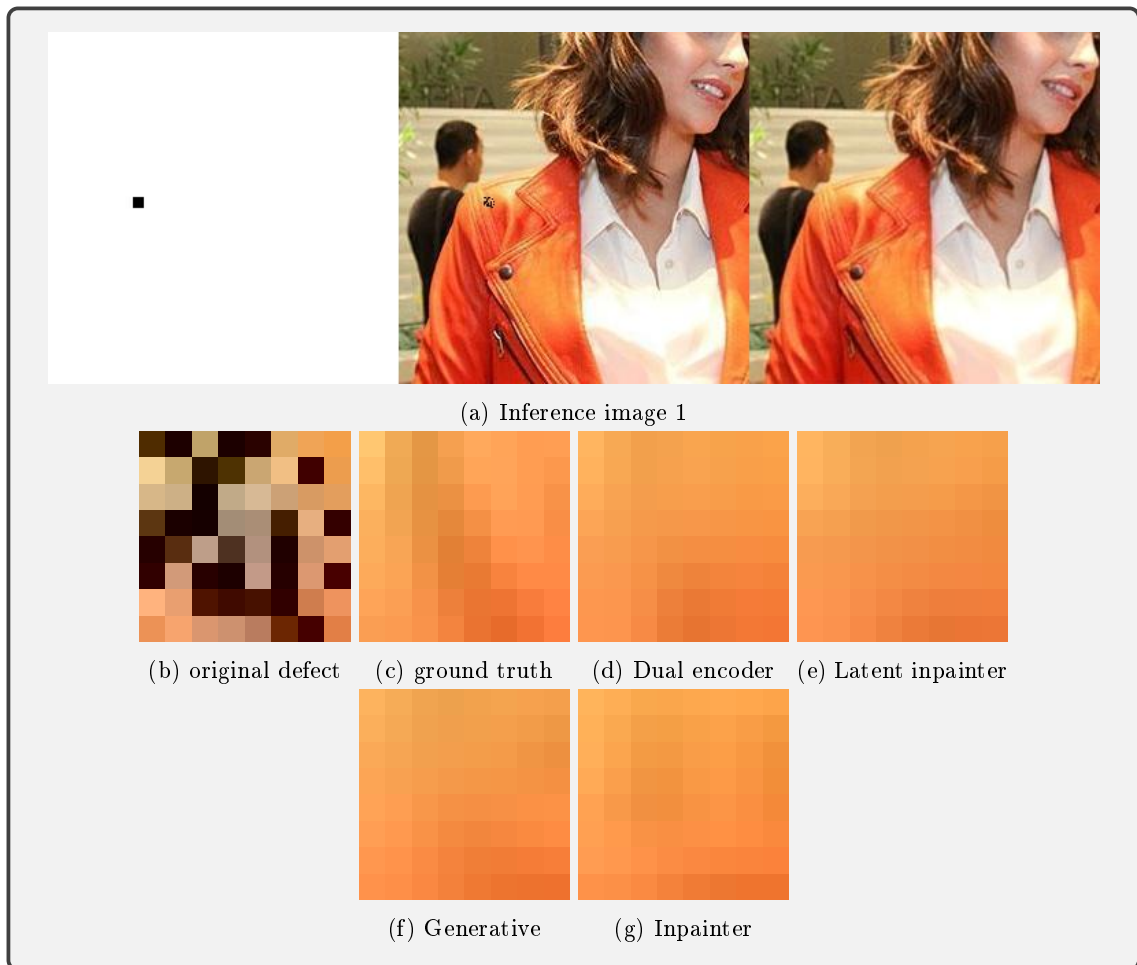 (a) Inference image 1
(b) original defect
(c) ground truth
(d) Dual encoder
(e) Latent inpainter
(f) Generative
(g) Inpainter